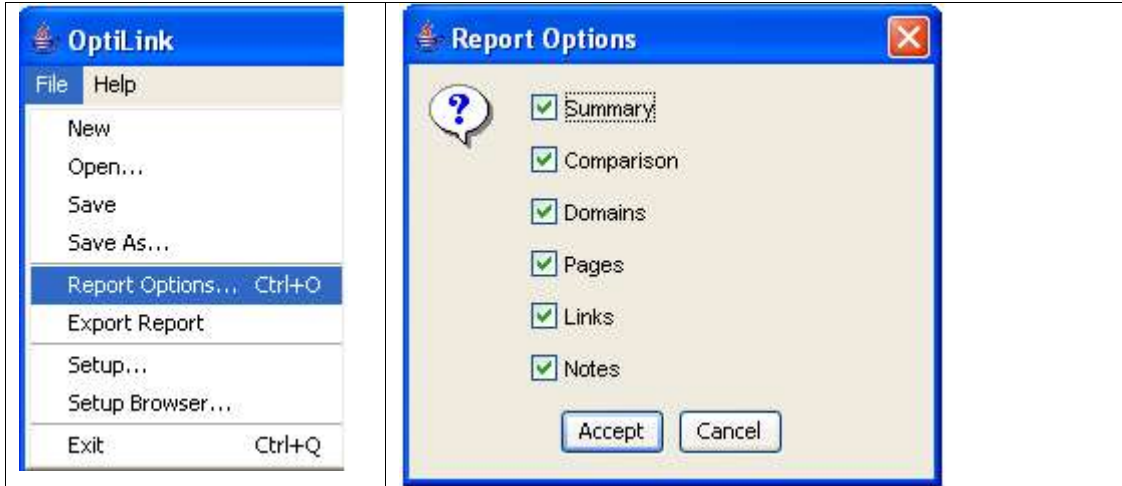 OptiLink
File Help
New
Open...
Save
Save As...
Report Options... Ctrl+O
Export Report
Setup...
Setup Browser...
Exit Ctrl+Q
Report Options
?
Summary
Comparison
Domains
Pages
Links
Notes
Accept Cancel